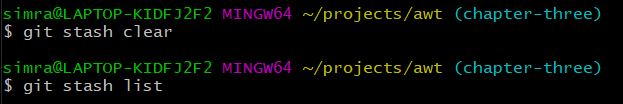 simra@LAPTOP-KIDFJ2F2 MINGW64 ~/projects/awt (chapter-three)
$ git stash clear
simra@LAPTOP-KIDFJ2F2 MINGW64 ~/projects/awt (chapter-three)
$ git stash list